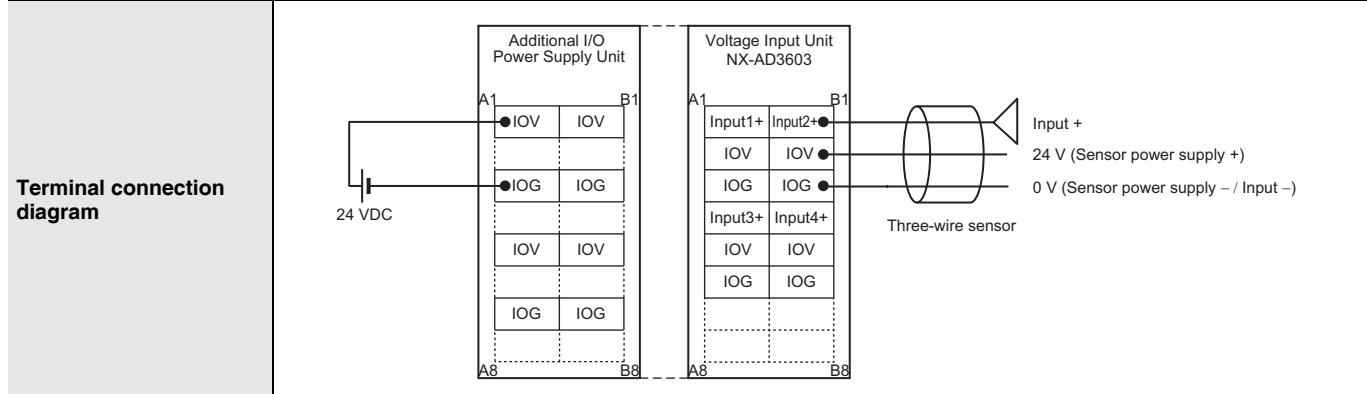 Terminal connection
diagram
Additional I/O
Power Supply Unit
A1 B1
IOV IOV
IOG IOG
24 VDC
IOV IOV
IOG IOG
A8 B8
Voltage Input Unit
NX-AD3603
A1 B1
Input1+ Input2+
IOV IOV
IOG IOG
Input3+ Input4+
IOV IOV
IOG IOG
A8 B8
Input +
24 V (Sensor power supply +)
0 V (Sensor power supply – / Input –)
Three-wire sensor